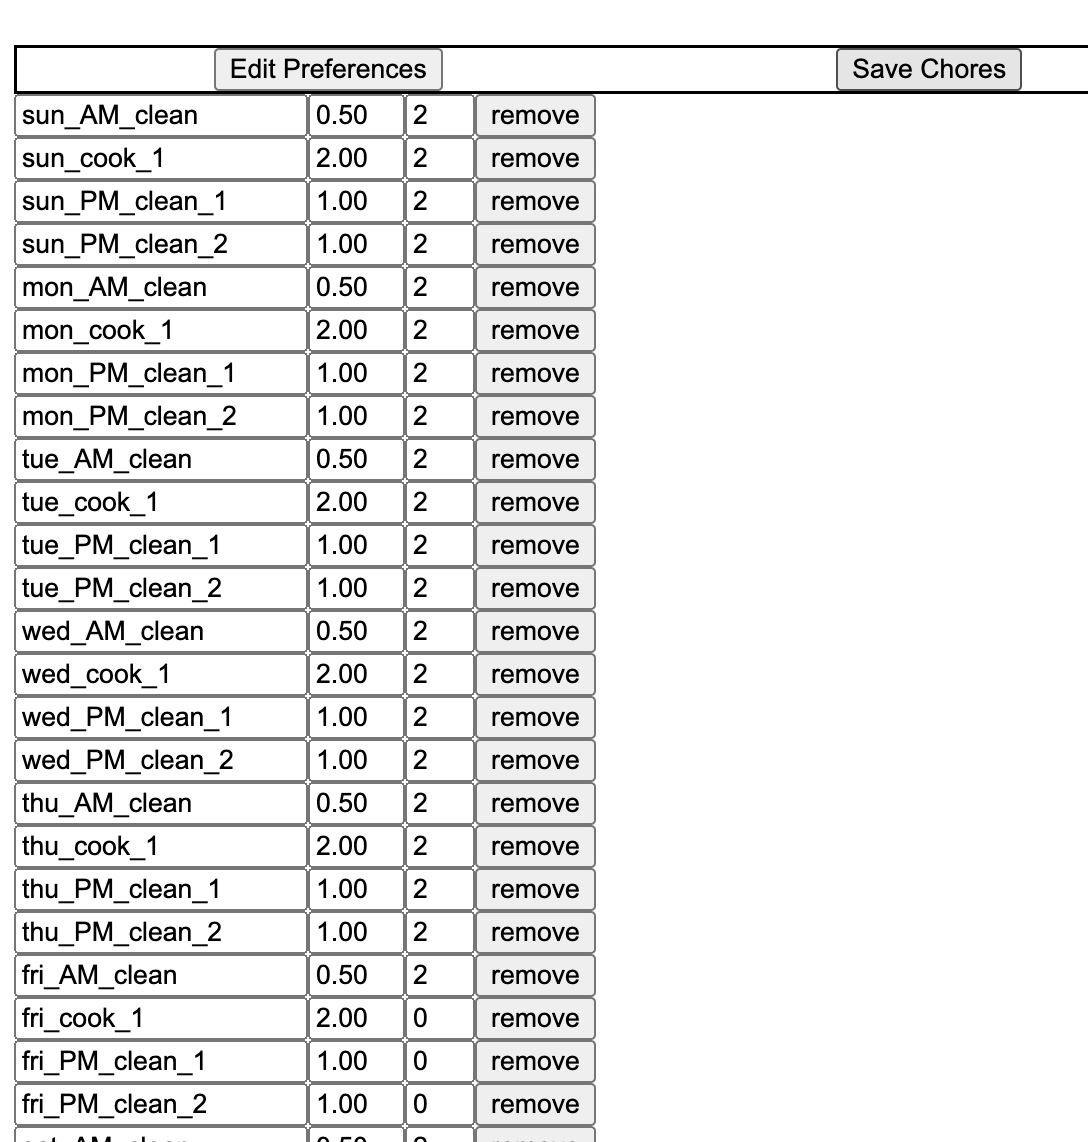 Edit Preferences Save Chores
sun_AM_clean 0.50 2 remove
sun_cook_1 2.00 2 remove
sun_PM_clean_1 1.00 2 remove
sun_PM_clean_2 1.00 2 remove
mon_AM_clean 0.50 2 remove
mon_cook_1 2.00 2 remove
mon_PM_clean_1 1.00 2 remove
mon_PM_clean_2 1.00 2 remove
tue_AM_clean 0.50 2 remove
tue_cook_1 2.00 2 remove
tue_PM_clean_1 1.00 2 remove
tue_PM_clean_2 1.00 2 remove
wed_AM_clean 0.50 2 remove
wed_cook_1 2.00 2 remove
wed_PM_clean_1 1.00 2 remove
wed_PM_clean_2 1.00 2 remove
thu_AM_clean 0.50 2 remove
thu_cook_1 2.00 2 remove
thu_PM_clean_1 1.00 2 remove
thu_PM_clean_2 1.00 2 remove
fri_AM_clean 0.50 2 remove
fri_cook_1 2.00 0 remove
fri_PM_clean_1 1.00 0 remove
fri_PM_clean_2 1.00 0 remove